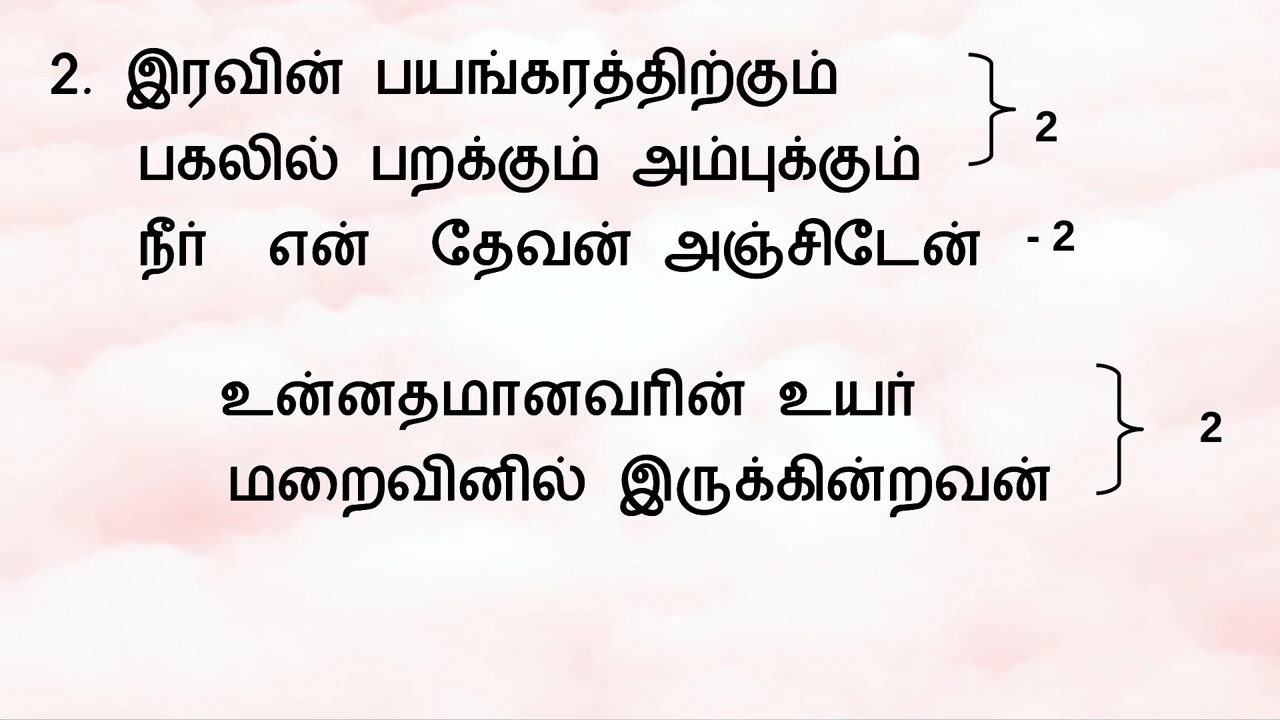 2. இரவின் பயங்கரத்திற்கும்
பகலில் பறக்கும் அம்புக்கும் } 2
நீர் என் தேவன் அஞ்சிடேன் - 2
உன்னதமானவரின் உயர்
மறைவினில் இருக்கின்றவன் } 2